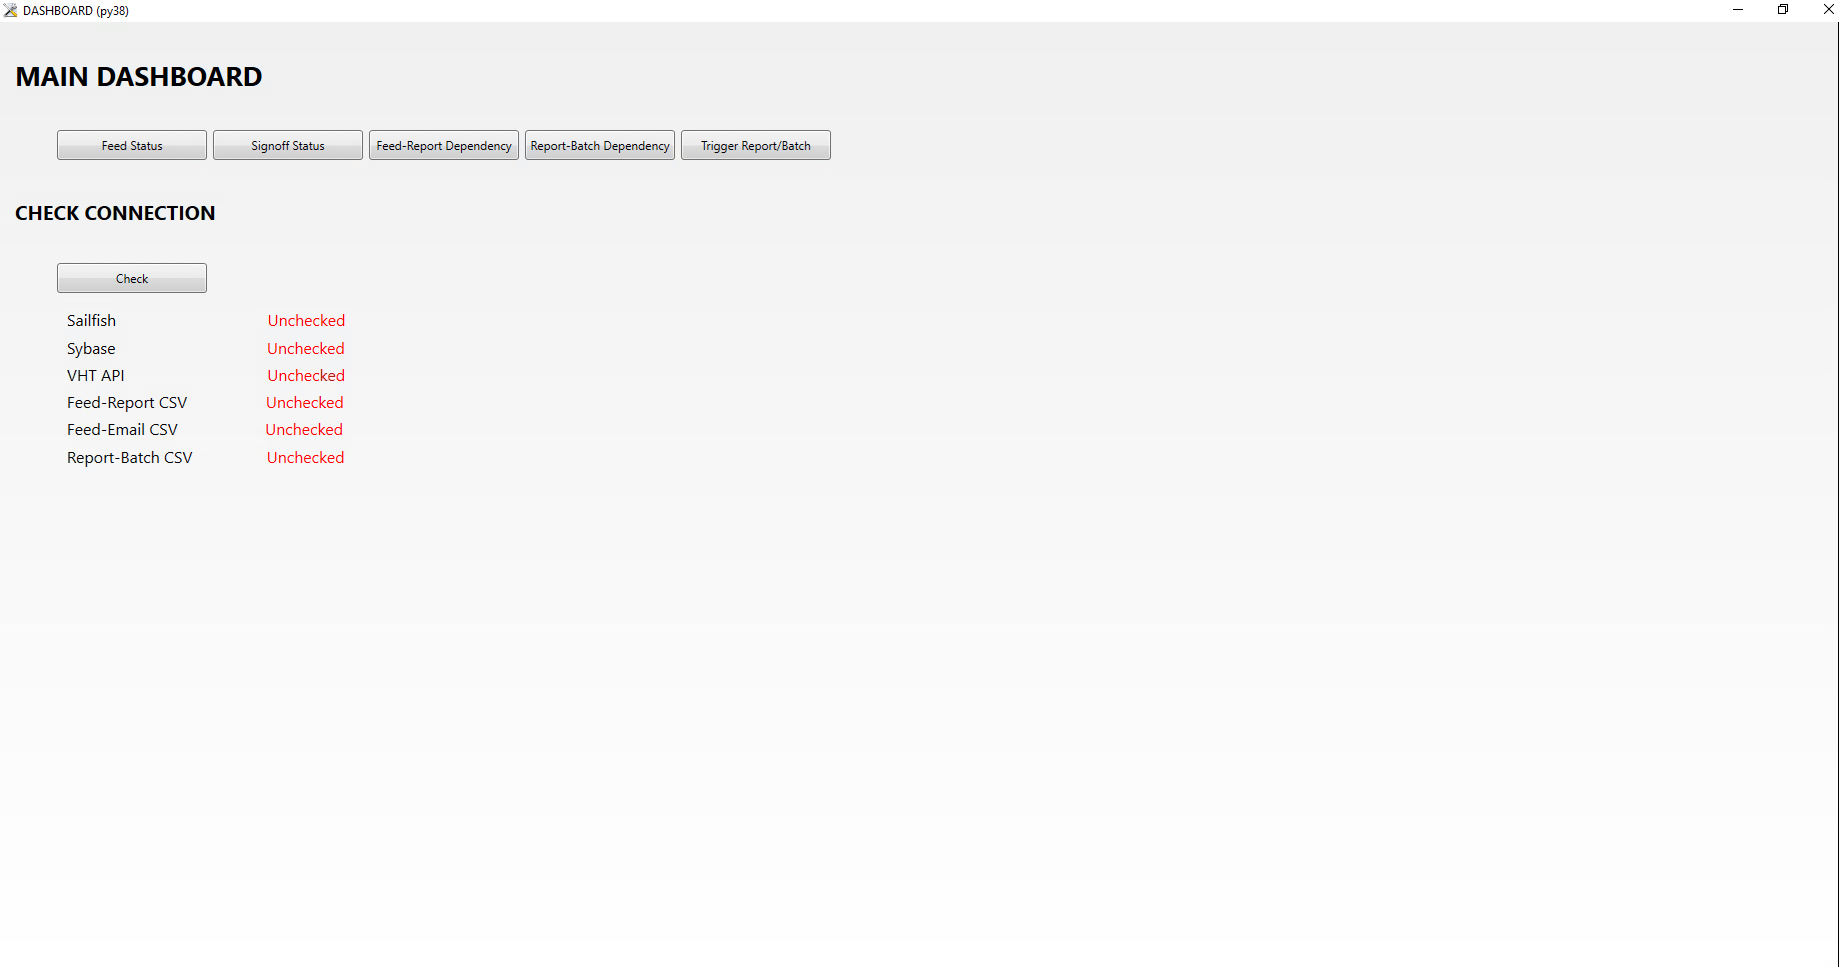 DASHBOARD (py38)
MAIN DASHBOARD
Feed Status Signoff Status Feed-Report Dependency Report-Batch Dependency Trigger Report/Batch
CHECK CONNECTION
Check
Sailfish Unchecked
Sybase Unchecked
VHT API Unchecked
Feed-Report CSV Unchecked
Feed-Email CSV Unchecked
Report-Batch CSV Unchecked